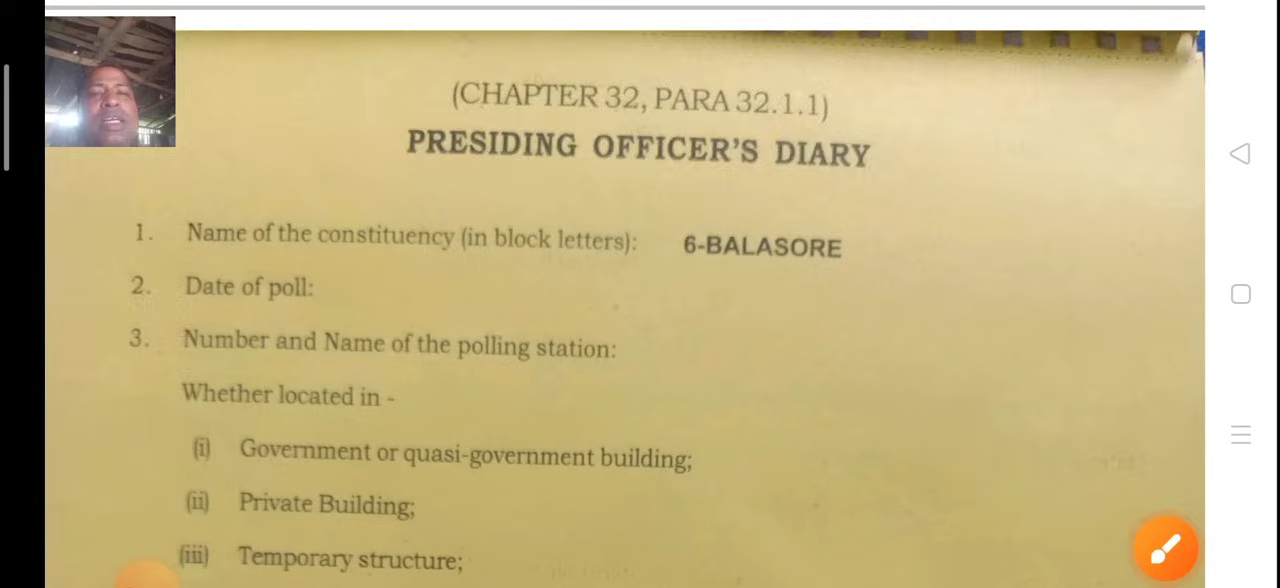 (CHAPTER 32, PARA 32.1.1)
PRESIDING OFFICER'S DIARY
1. Name of the constituency (in block letters): 6-BALASORE
2. Date of poll:
3. Number and Name of the polling station:
Whether located in -
(i) Government or quasi-government building;
(ii) Private Building;
(iii) Temporary structure;